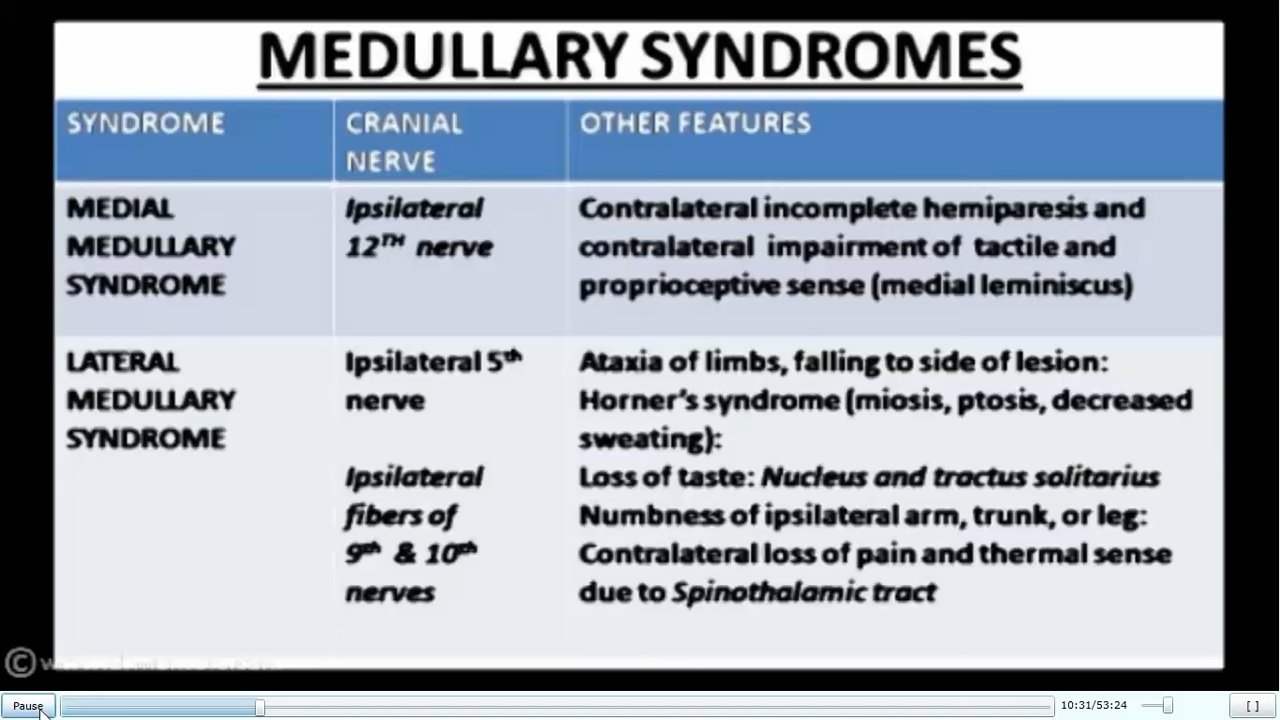 MEDULLARY SYNDROMES
SYNDROME
CRANIAL
NERVE
OTHER FEATURES
MEDIAL
MEDULLARY
SYNDROME
Ipsilateral
12TH nerve
Contralateral incomplete hemiparesis and
contralateral impairment of tactile and
proprioceptive sense (medial leminiscus)
LATERAL
MEDULLARY
SYNDROME
Ipsilateral 5th
nerve
Ipsilateral
fibers of
9th & 10th
nerves
Ataxia of limbs, falling to side of lesion:
Horner's syndrome (miosis, ptosis, decreased
sweating):
Loss of taste: Nucleus and tractus solitarius
Numbness of ipsilateral arm, trunk, or leg:
Contralateral loss of pain and thermal sense
due to Spinothalamic tract
©
Pause
10:31/53:24
[ ]